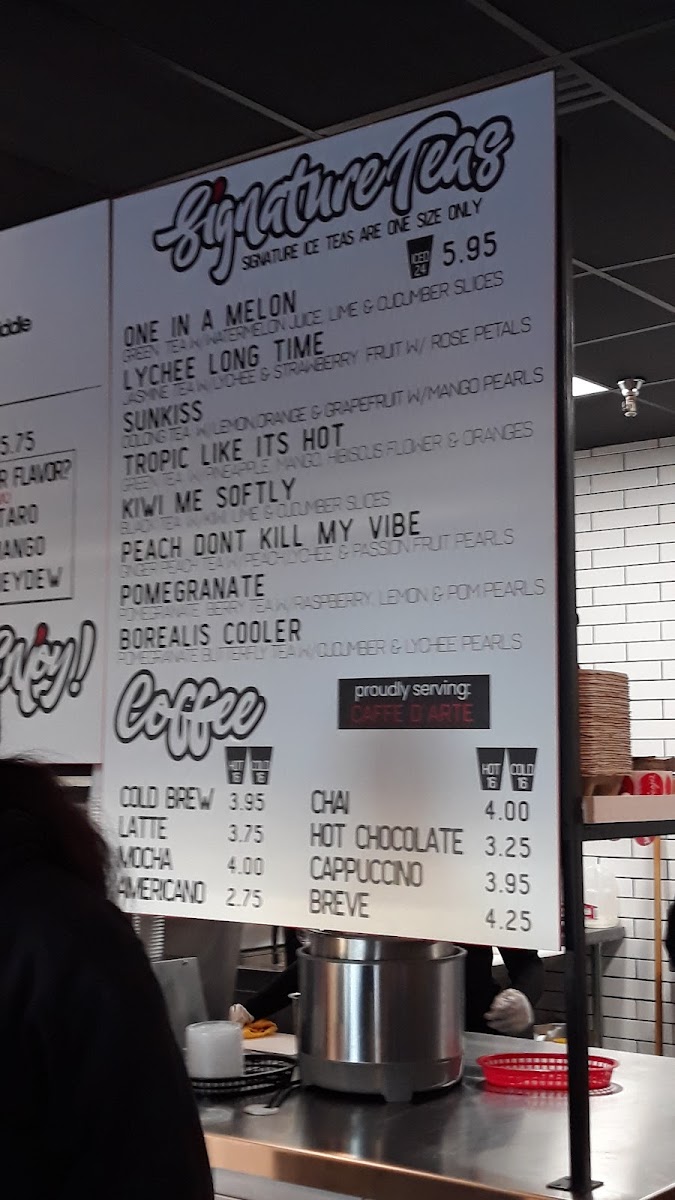 Signature Teas
SIGNATURE ICE TEAS ARE ONE SIZE ONLY
ICED 24 5.95
ONE IN A MELON
GREEN TEA W/WATERMELON JUICE, LIME & CUCUMBER SLICES
LYCHEE LONG TIME
JASMINE TEA W/LYCHEE & STRAWBERRY FRUIT W/ ROSE PETALS
SUNKISS
OOLONG TEA W/LEMON,ORANGE & GRAPEFRUIT W/MANGO PEARLS
TROPIC LIKE ITS HOT
GREEN TEA W/PINEAPPLE, MANGO, HIBISCUS FLOWER & ORANGES
KIWI ME SOFTLY
BLACK TEA W/KIWI, LIME & CUCUMBER SLICES
PEACH DONT KILL MY VIBE
GINGER PEACH TEA W/PEACH,LYCHEE, & PASSION FRUIT PEARLS
POMEGRANATE
POMEGRANATE BERRY TEA W/RASPBERRY, LEMON & POM PEARLS
BOREALIS COOLER
POMEGRANATE BUTTERFLY TEA W/CUCUMBER & LYCHEE PEARLS
Coffee
proudly serving:
CAFFE D'ARTE
HOT 16 COLD 16
COLD BREW 3.95
LATTE 3.75
MOCHA 4.00
AMERICANO 2.75
HOT 16 COLD 16
CHAI 4.00
HOT CHOCOLATE 3.25
CAPPUCCINO 3.95
BREVE 4.25
5.75
R FLAVOR?
TARO
MANGO
EYDEW
Enjoy!